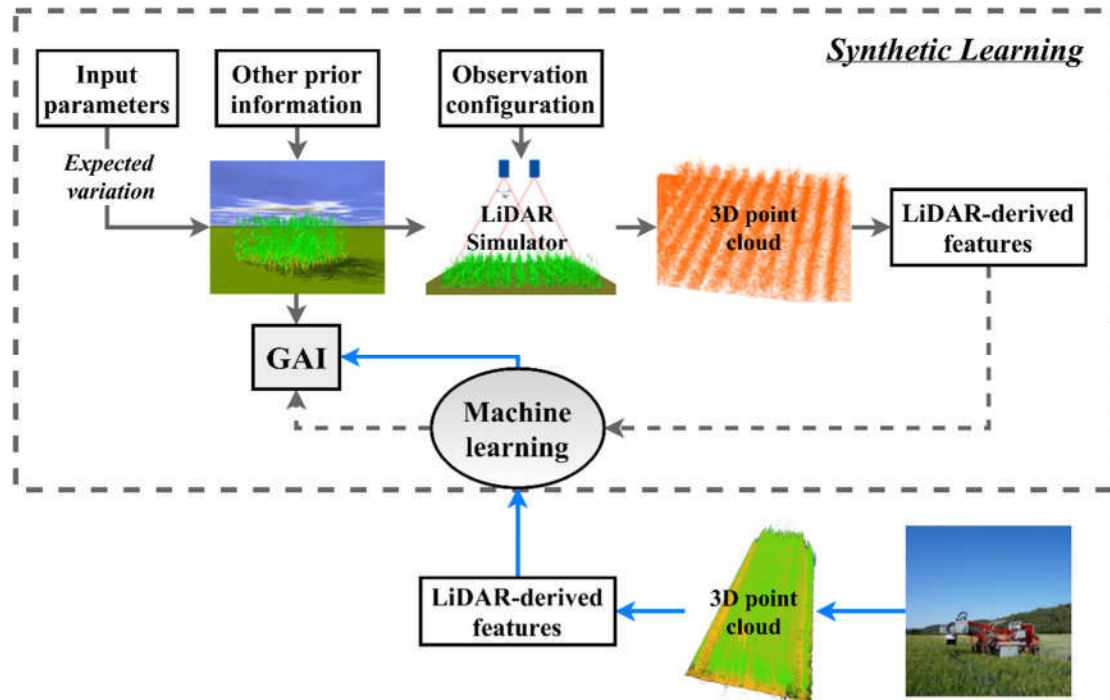 Synthetic Learning
Input
parameters
Other prior
information
Observation
configuration
Expected
variation
LiDAR
Simulator
3D point
cloud
LiDAR-derived
features
GAI
Machine
learning
LiDAR-derived
features
3D point
cloud